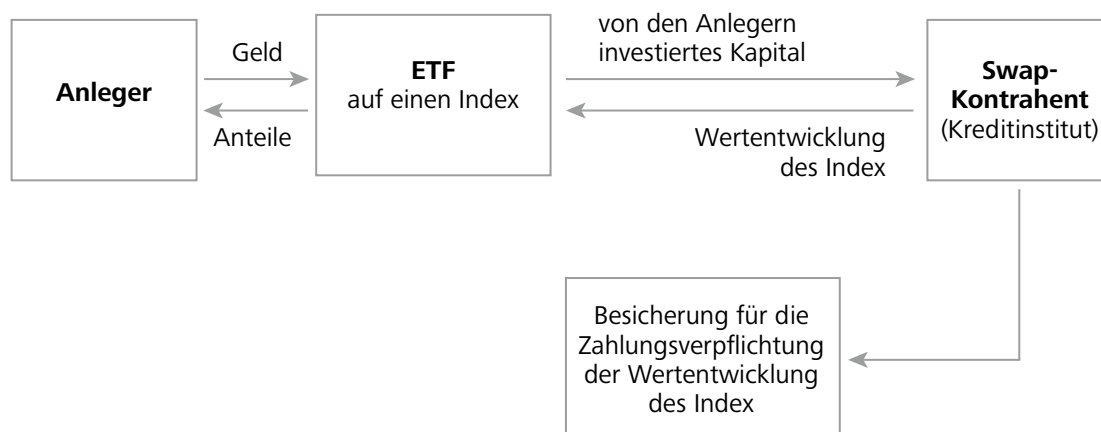 Anleger
Geld
Anteile
ETF
auf einen Index
von den Anlegern
investiertes Kapital
Wertentwicklung
des Index
Swap-
Kontrahent
(Kreditinstitut)
Besicherung für die
Zahlungsverpflichtung
der Wertentwicklung
des Index